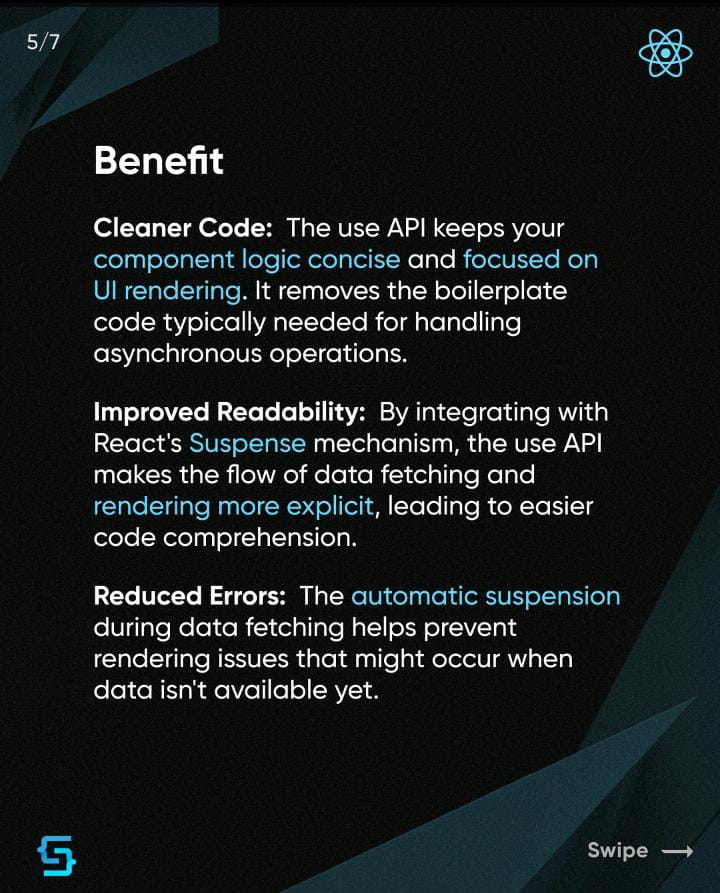 5/7
Benefit
Cleaner Code: The use API keeps your
component logic concise and focused on
UI rendering. It removes the boilerplate
code typically needed for handling
asynchronous operations.
Improved Readability: By integrating with
React's Suspense mechanism, the use API
makes the flow of data fetching and
rendering more explicit, leading to easier
code comprehension.
Reduced Errors: The automatic suspension
during data fetching helps prevent
rendering issues that might occur when
data isn't available yet.
Swipe